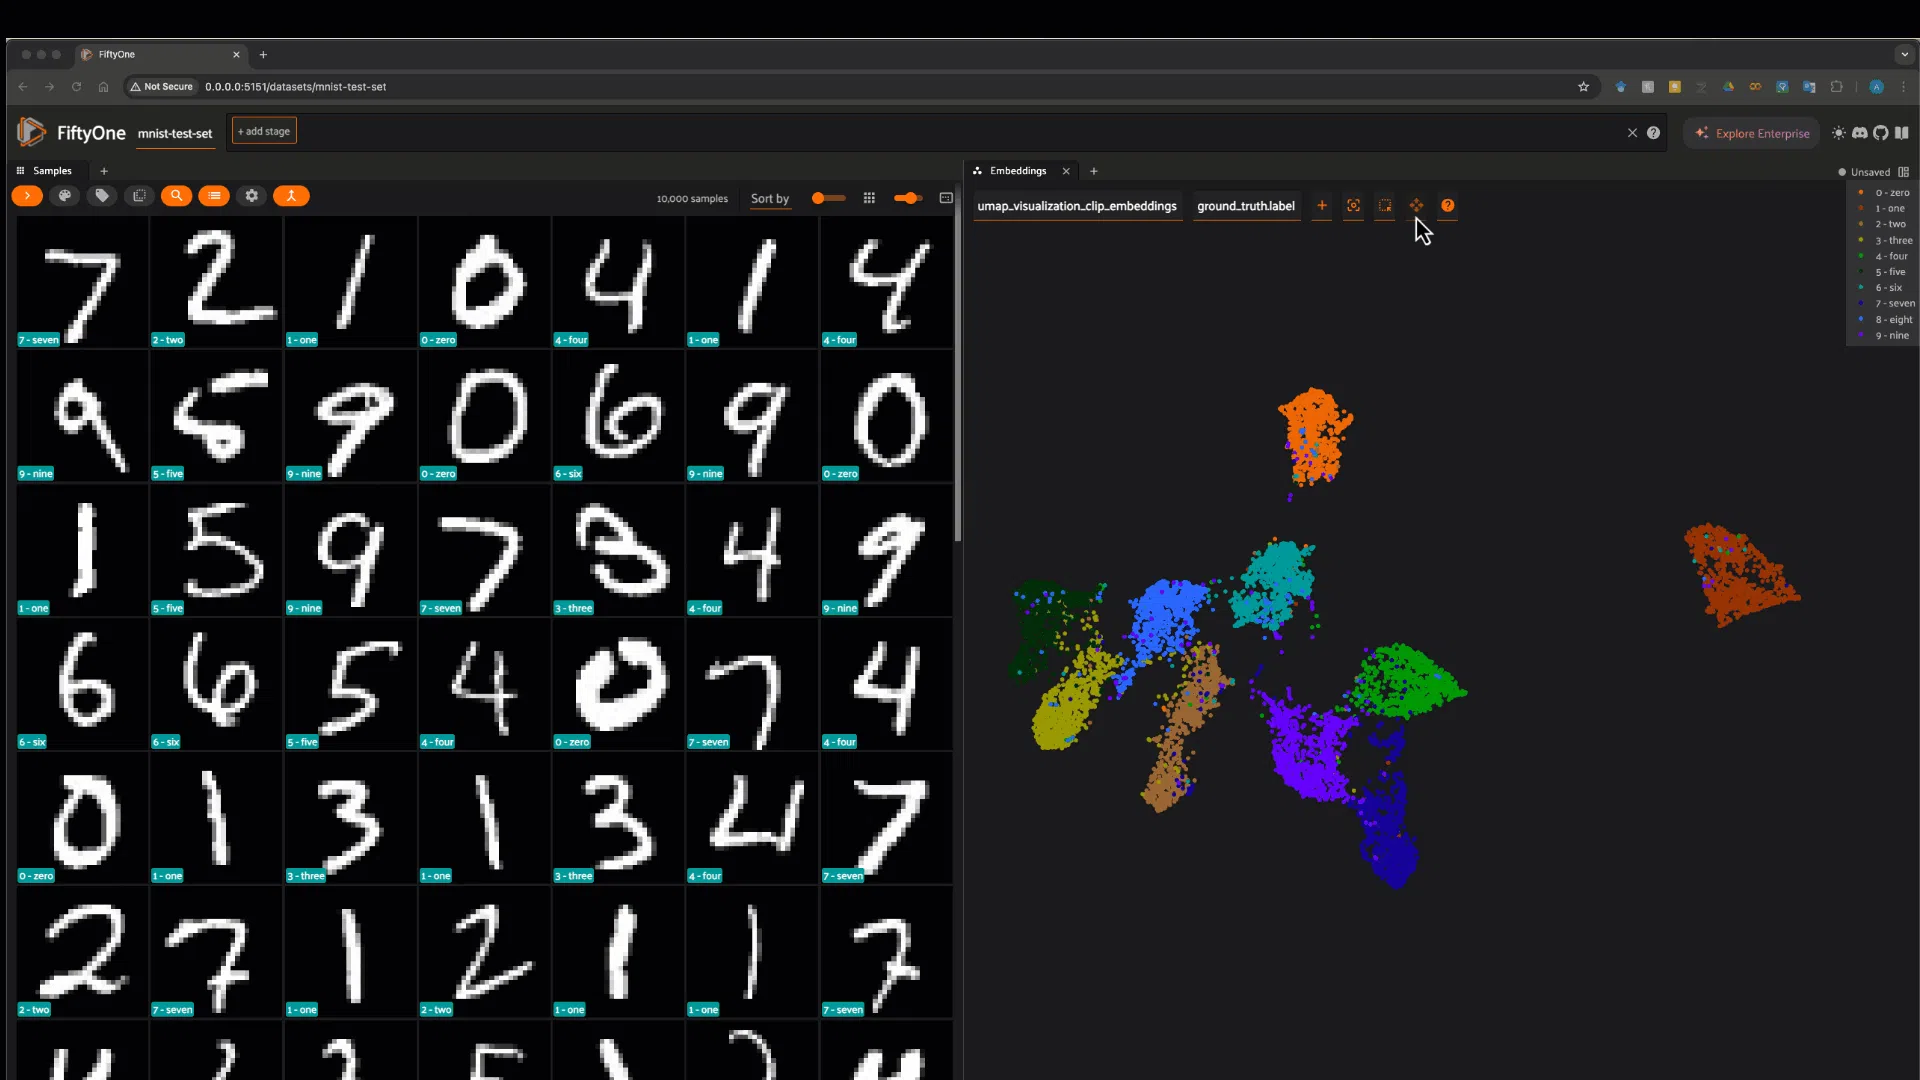 FiftyOne
Not Secure 0.0.0.0:5151/datasets/mnist-test-set
FiftyOne mnist-test-set + add stage
Explore Enterprise
Samples
10,000 samples Sort by
7 - seven 2 - two 1 - one 0 - zero 4 - four 1 - one 4 - four
9 - nine 5 - five 9 - nine 0 - zero 6 - six 9 - nine 0 - zero
1 - one 5 - five 9 - nine 7 - seven 3 - three 4 - four 9 - nine
6 - six 6 - six 5 - five 4 - four 0 - zero 7 - seven 4 - four
0 - zero 1 - one 3 - three 1 - one 3 - three 4 - four 7 - seven
2 - two 7 - seven 1 - one 2 - two 1 - one 1 - one 7 - seven
Embeddings
Unsaved
umap_visualization_clip_embeddings ground_truth.label
0 - zero
1 - one
2 - two
3 - three
4 - four
5 - five
6 - six
7 - seven
8 - eight
9 - nine